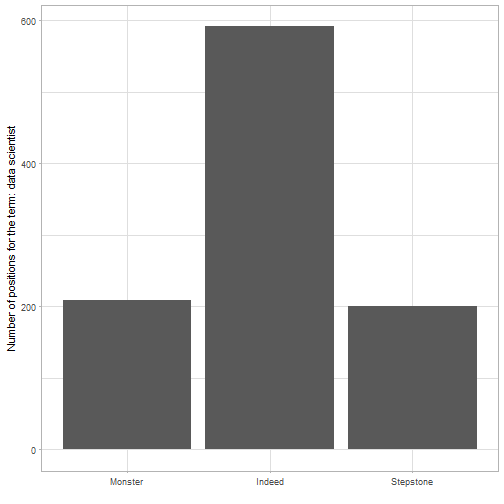 Number of positions for the term: data scientist
600
400
200
0
Monster Indeed Stepstone